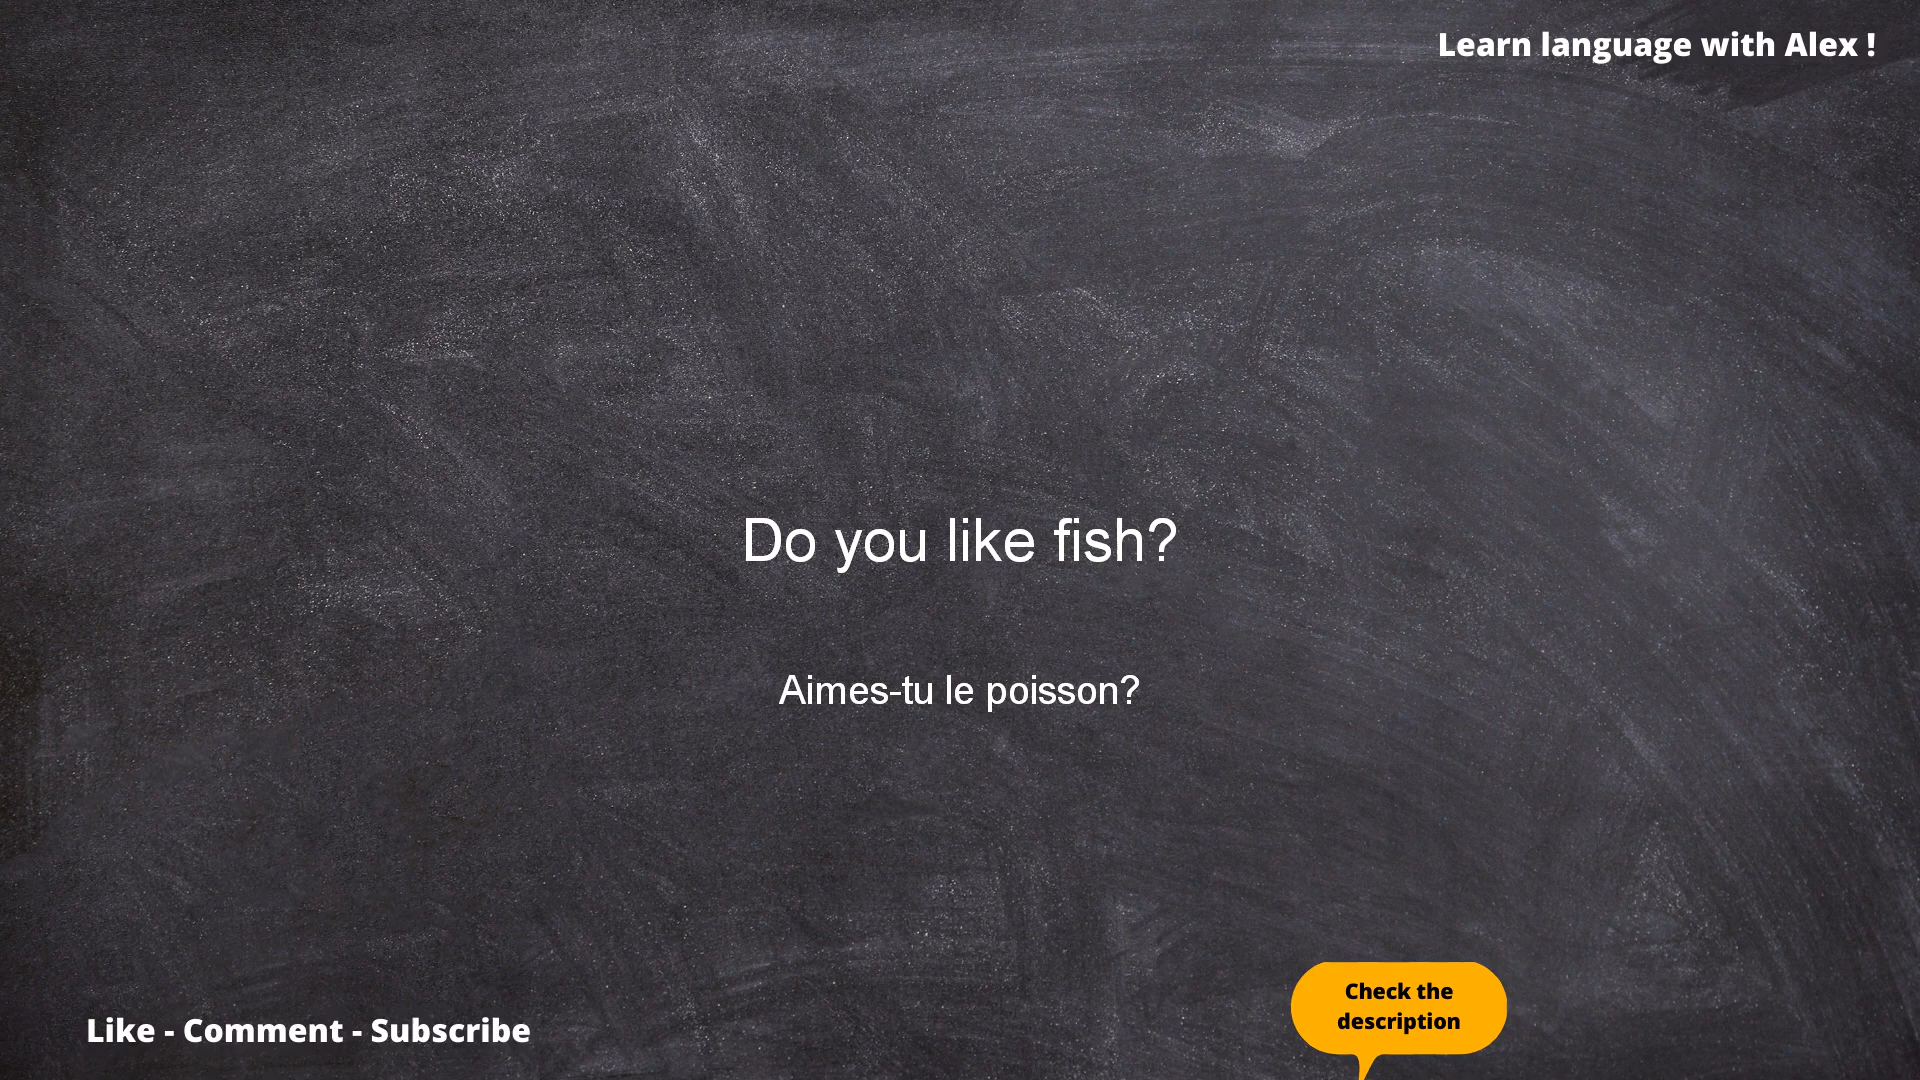 Learn language with Alex !
Do you like fish?
Aimes-tu le poisson?
Check the
description
Like - Comment - Subscribe